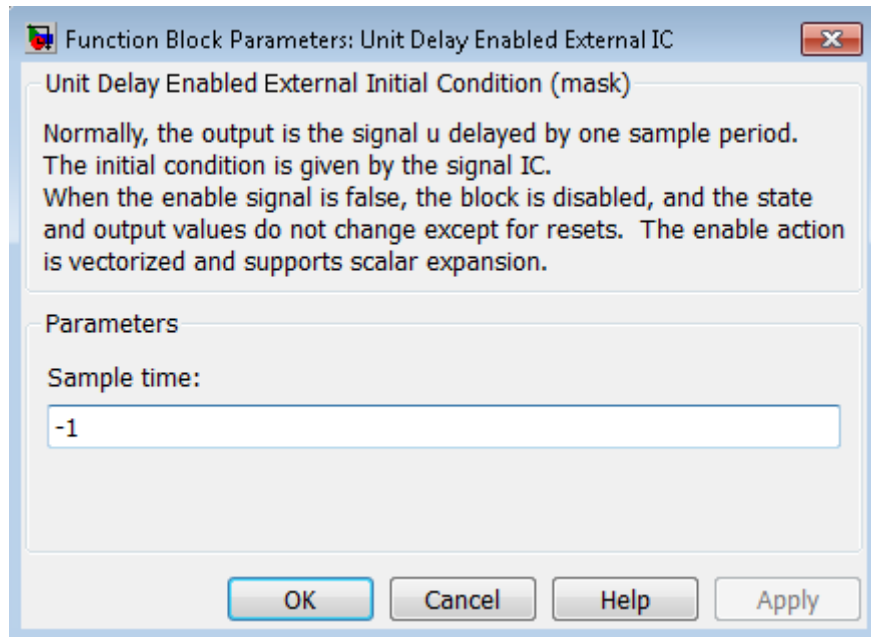 Function Block Parameters: Unit Delay Enabled External IC
Unit Delay Enabled External Initial Condition (mask)
Normally, the output is the signal u delayed by one sample period.
The initial condition is given by the signal IC.
When the enable signal is false, the block is disabled, and the state
and output values do not change except for resets.  The enable action
is vectorized and supports scalar expansion.
Parameters
Sample time:
-1
OK Cancel Help Apply